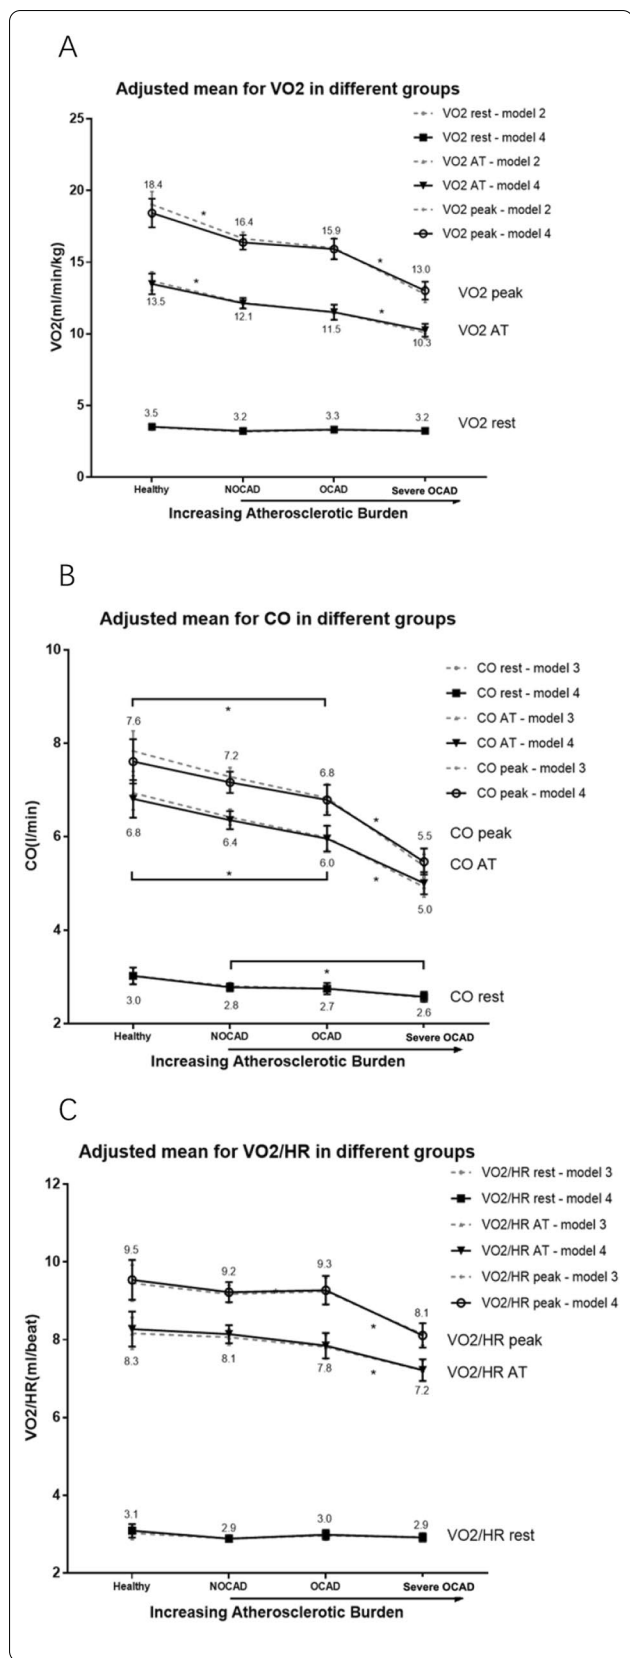 A
Adjusted mean for VO2 in different groups
VO2 rest - model 2
VO2 rest - model 4
VO2 AT - model 2
VO2 AT - model 4
VO2 peak - model 2
VO2 peak - model 4
25
20
15
10
5
0
VO2(ml/min/kg)
18.4
*
16.4
15.9
*
13.0
VO2 peak
13.5
*
12.1
11.5
*
10.3
VO2 AT
3.5
3.2
3.3
3.2
VO2 rest
Healthy
NOCAD
OCAD
Severe OCAD
Increasing Atherosclerotic Burden
B
Adjusted mean for CO in different groups
CO rest - model 3
CO rest - model 4
CO AT - model 3
CO AT - model 4
CO peak - model 3
CO peak - model 4
10
8
6
4
2
CO(l/min)
*
7.6
7.2
6.8
*
5.5
CO peak
6.8
6.4
6.0
*
5.0
CO AT
*
*
3.0
2.8
2.7
2.6
CO rest
Healthy
NOCAD
OCAD
Severe OCAD
Increasing Atherosclerotic Burden
C
Adjusted mean for VO2/HR in different groups
VO2/HR rest - model 3
VO2/HR rest - model 4
VO2/HR AT - model 3
VO2/HR AT - model 4
VO2/HR peak - model 3
VO2/HR peak - model 4
12
10
8
6
4
2
VO2/HR(ml/beat)
9.5
9.2
9.3
*
8.1
VO2/HR peak
8.3
8.1
7.8
*
7.2
VO2/HR AT
3.1
2.9
3.0
2.9
VO2/HR rest
Healthy
NOCAD
OCAD
Severe OCAD
Increasing Atherosclerotic Burden